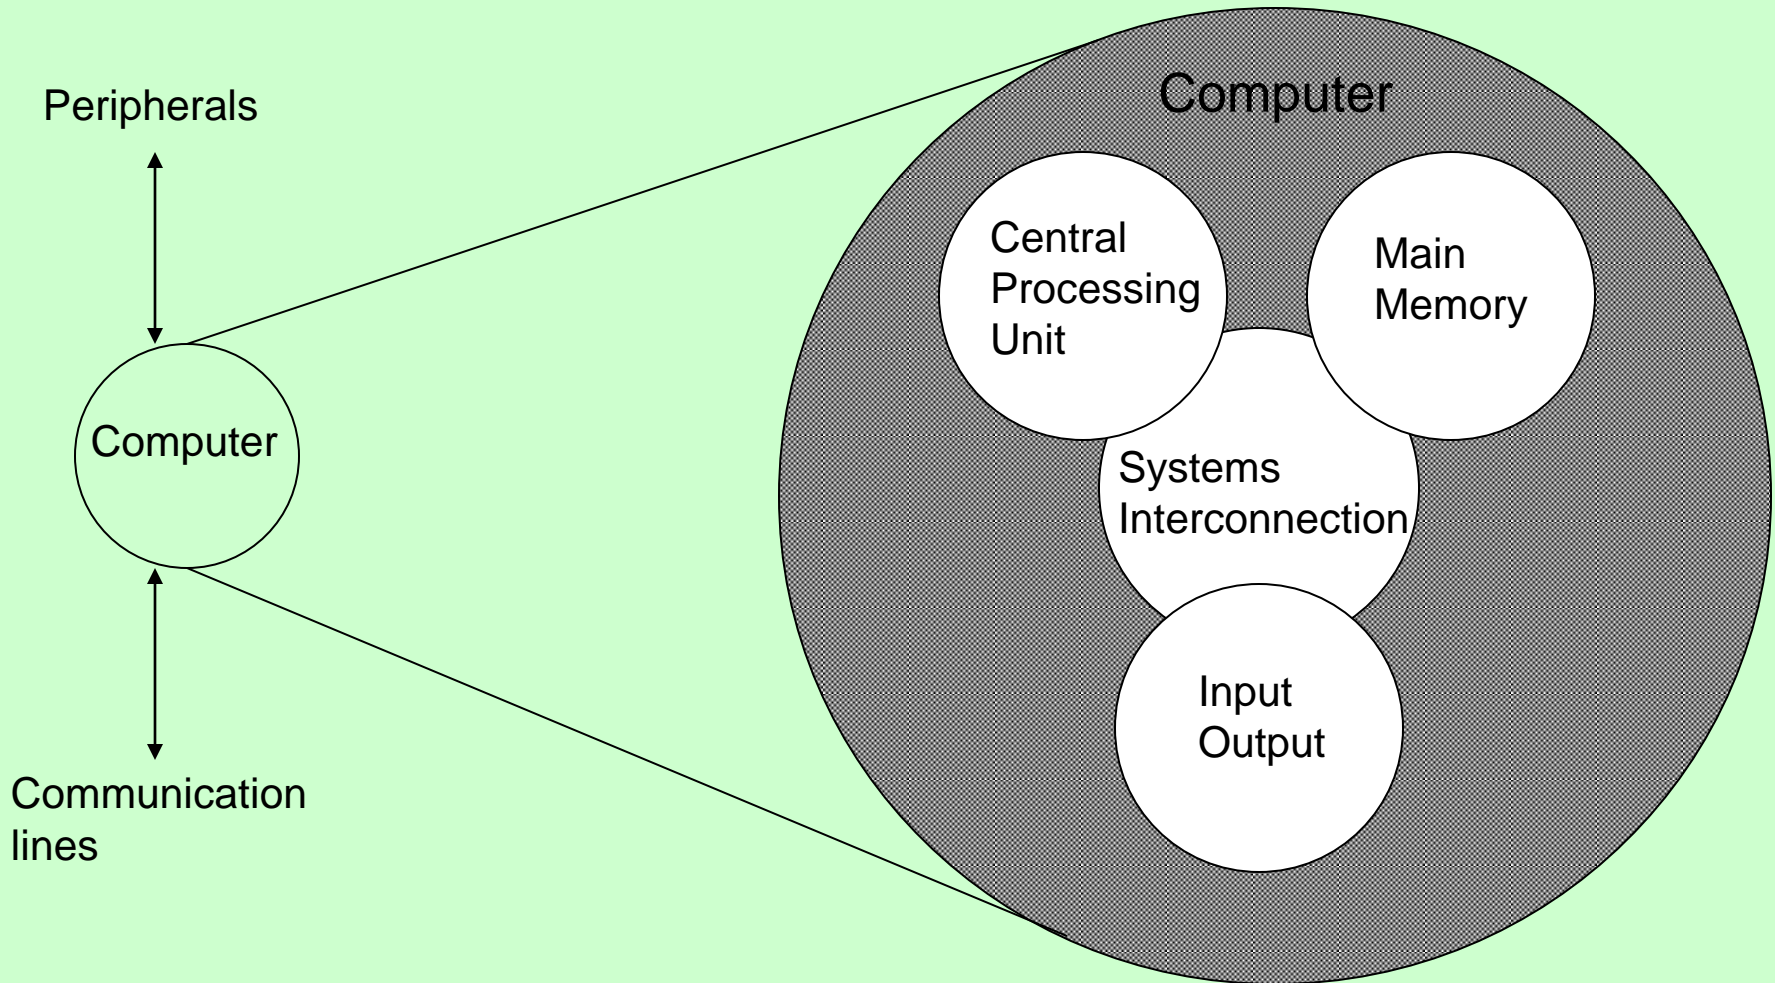 Peripherals
Computer
Communication
lines
Computer
Central
Processing
Unit
Main
Memory
Systems
Interconnection
Input
Output